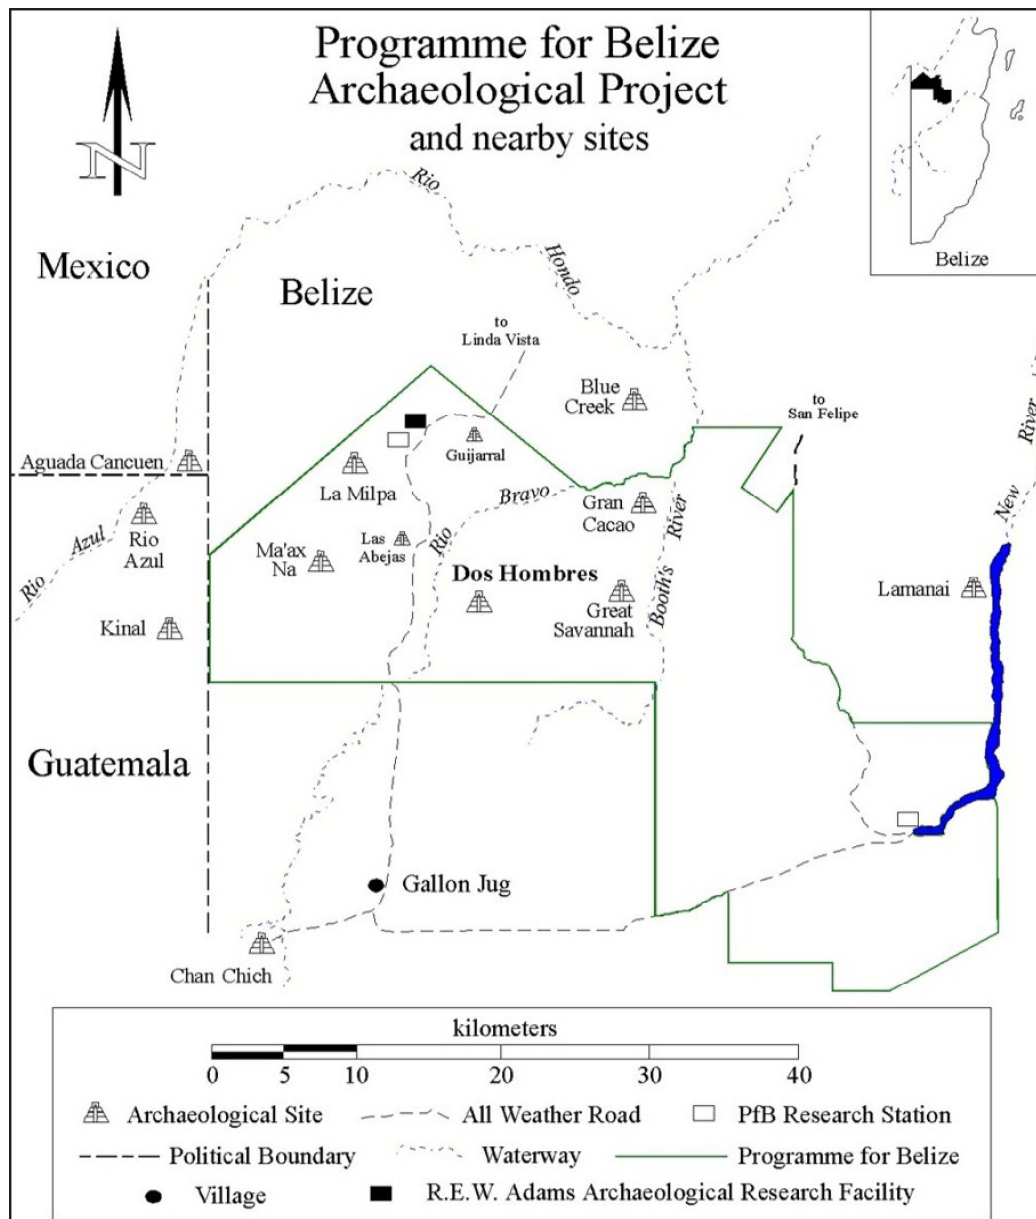 Programme for Belize
Archaeological Project
and nearby sites
N
Belize
Mexico
Belize
Rio
Hondo
to
Linda Vista
Blue
Creek
to
San Felipe
River
New
Aguada Cancuen
Guijarral
La Milpa
Bravo
Rio
Gran
Cacao
River
Booth's
Azul
Rio
Rio
Azul
Ma'ax
Na
Las
Abejas
Dos Hombres
Great
Savannah
Lamanai
Kinal
Guatemala
Gallon Jug
Chan Chich
kilometers
0 5 10 20 30 40
Archaeological Site All Weather Road PfB Research Station
Political Boundary Waterway Programme for Belize
Village R.E.W. Adams Archaeological Research Facility